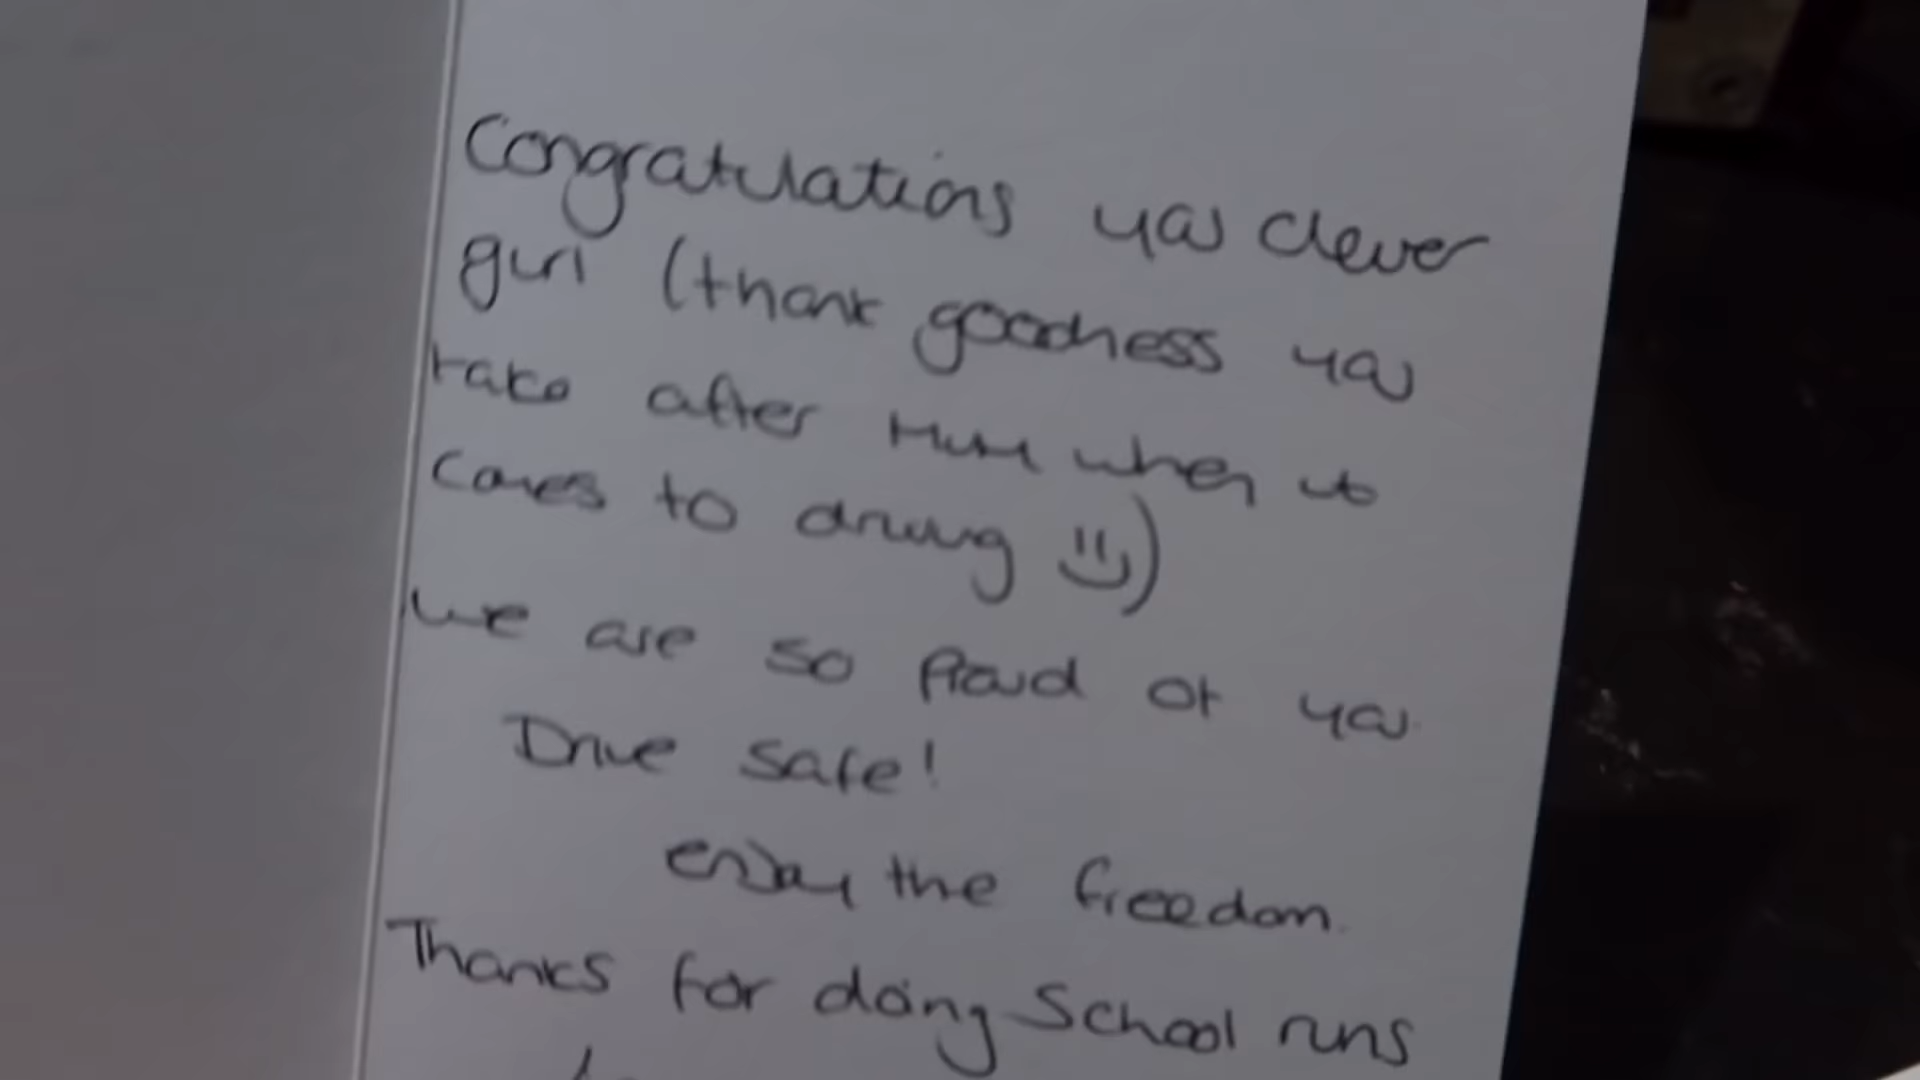 Congratulations you clever
girl (thank goodness you
take after Mum when it
comes to driving :))
we are so Proud of you
Drive safe!
enjoy the freedom.
Thanks for doing School runs